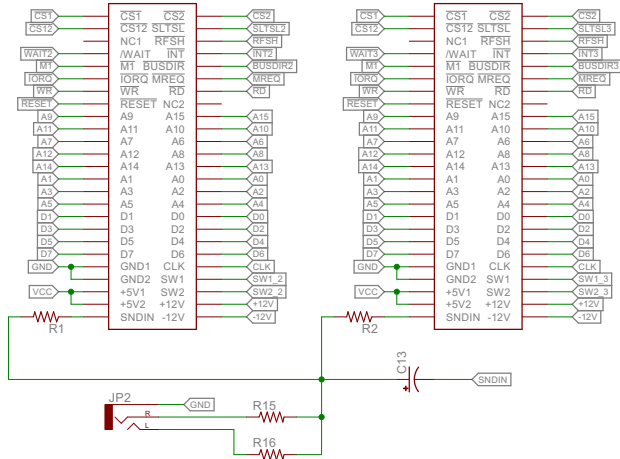 CS1 CS1 CS2 CS2 CS1 CS1 CS2 CS2
CS12 CS12 SLTSL SLTSL2 CS12 CS12 SLTSL SLTSL3
NC1 RFSH RFSH NC1 RFSH RFSH
WAIT2 /WAIT INT INT2 WAIT3 /WAIT INT INT3
M1 M1 BUSDIR BUSDIR2 M1 M1 BUSDIR BUSDIR3
IORQ IORQ MREQ MREQ IORQ IORQ MREQ MREQ
WR WR RD RD WR WR RD RD
RESET RESET NC2 RESET RESET NC2
A9 A9 A15 A15 A9 A9 A15 A15
A11 A11 A10 A10 A11 A11 A10 A10
A7 A7 A6 A6 A7 A7 A6 A6
A12 A12 A8 A8 A12 A12 A8 A8
A14 A14 A13 A13 A14 A14 A13 A13
A1 A1 A0 A0 A1 A1 A0 A0
A3 A3 A2 A2 A3 A3 A2 A2
A5 A5 A4 A4 A5 A5 A4 A4
D1 D1 D0 D0 D1 D1 D0 D0
D3 D3 D2 D2 D3 D3 D2 D2
D5 D5 D4 D4 D5 D5 D4 D4
D7 D7 D6 D6 D7 D7 D6 D6
GND GND1 CLK CLK GND GND1 CLK CLK
GND2 SW1 SW1_2 GND2 SW1 SW1_3
VCC +5V1 SW2 SW2_2 VCC +5V1 SW2 SW2_3
+5V2 +12V +12V +5V2 +12V +12V
R1 SNDIN -12V -12V R2 SNDIN -12V -12V
C13 + SNDIN
JP2 GND
R R15
L R16